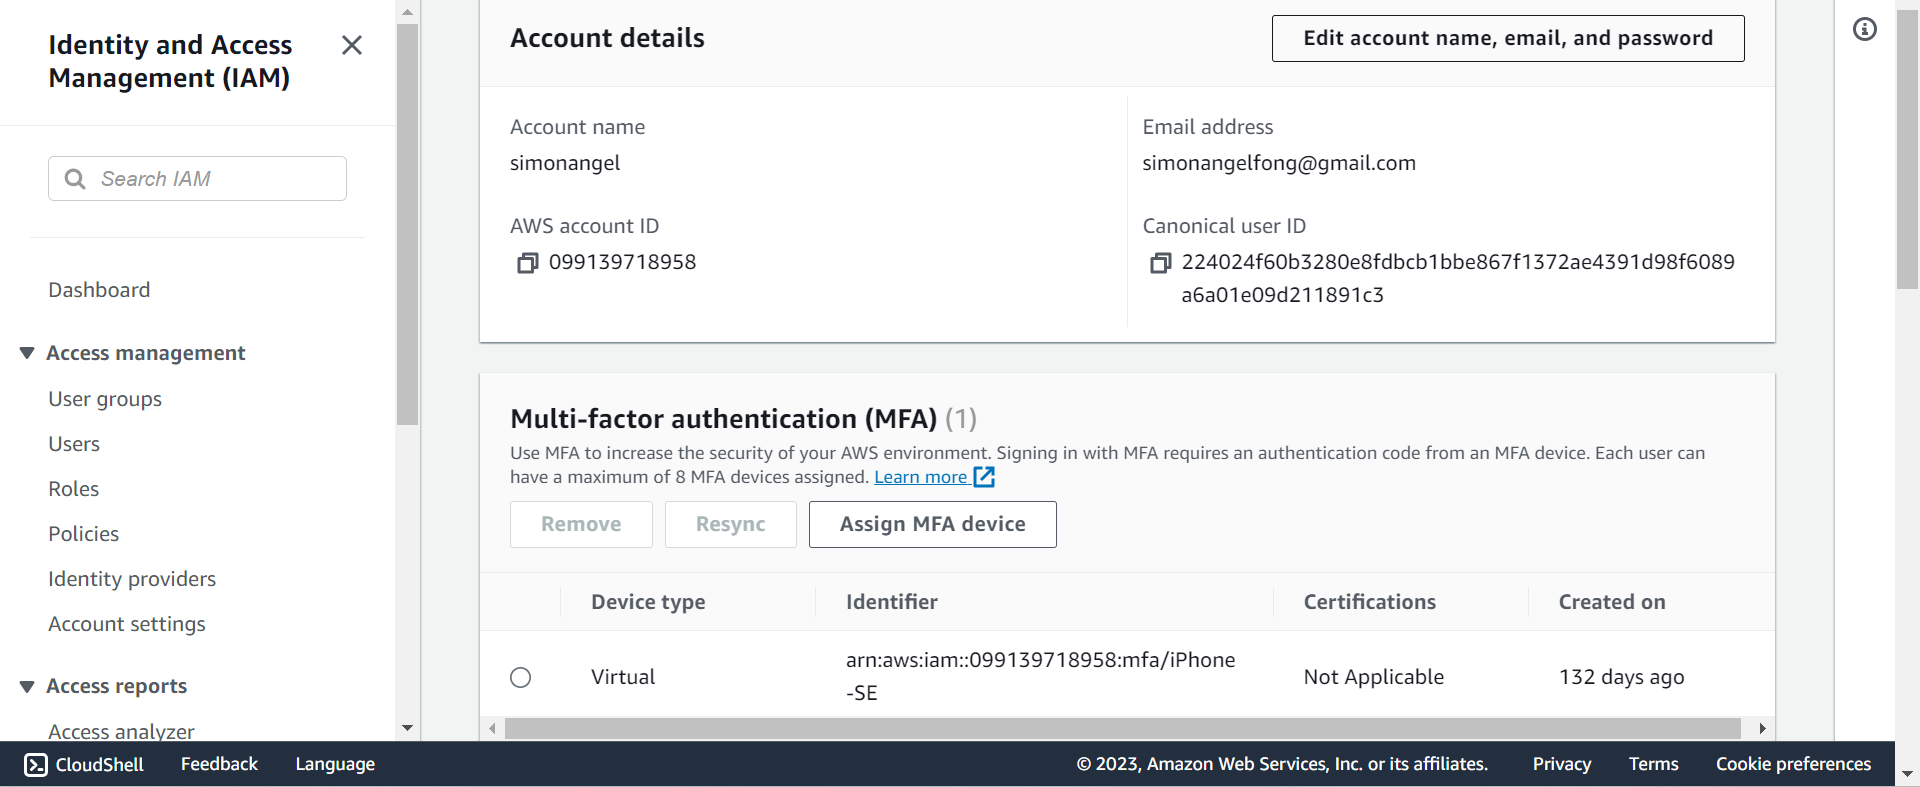 Identity and Access
Management (IAM)
Search IAM
Dashboard
Access management
User groups
Users
Roles
Policies
Identity providers
Account settings
Access reports
Access analyzer
Account details
Edit account name, email, and password
Account name
simonangel
Email address
simonangelfong@gmail.com
AWS account ID
099139718958
Canonical user ID
224024f60b3280e8fdbcb1bbe867f1372ae4391d98f6089
a6a01e09d211891c3
Multi-factor authentication (MFA) (1)
Use MFA to increase the security of your AWS environment. Signing in with MFA requires an authentication code from an MFA device. Each user can
have a maximum of 8 MFA devices assigned. Learn more
Remove Resync Assign MFA device
Device type Identifier Certifications Created on
arn:aws:iam::099139718958:mfa/iPhone
Virtual Not Applicable 132 days ago
-SE
CloudShell Feedback Language © 2023, Amazon Web Services, Inc. or its affiliates. Privacy Terms Cookie preferences